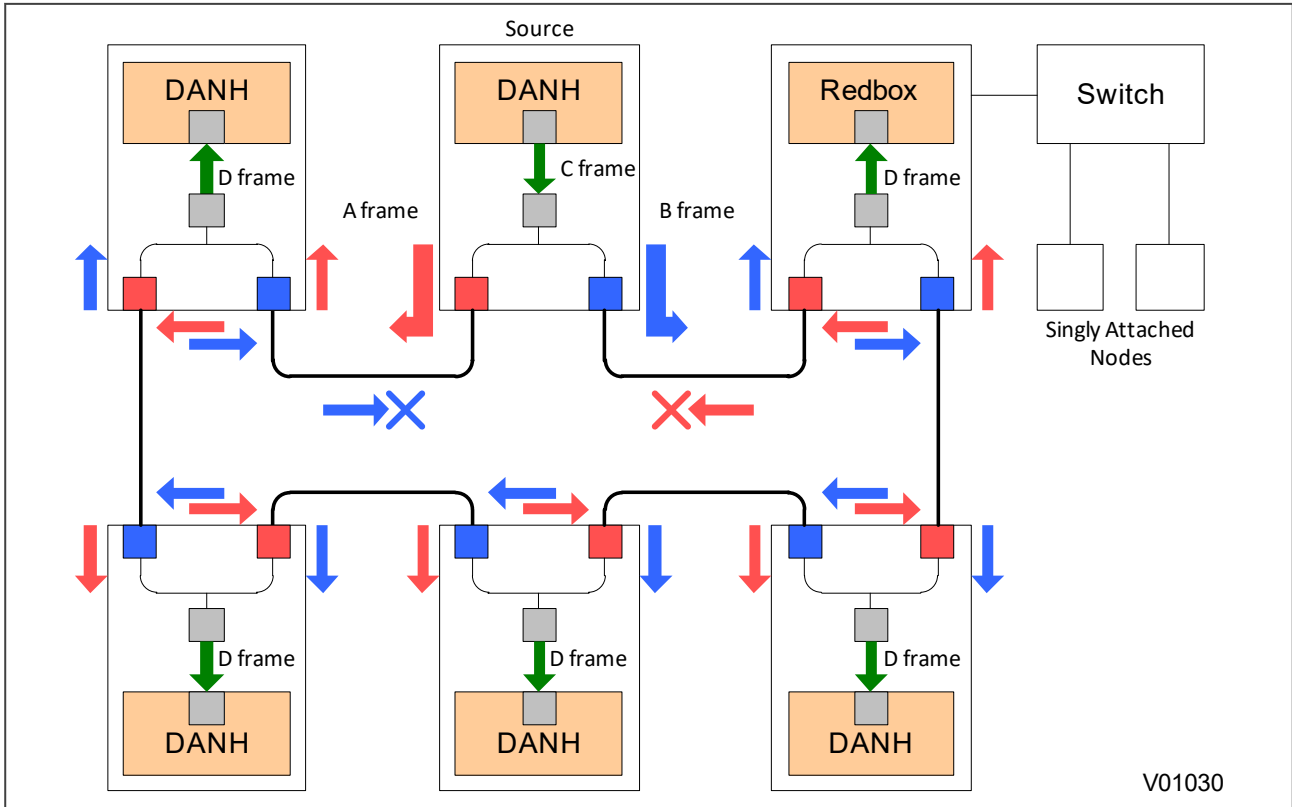 Source
DANH
DANH
Redbox
Switch
D frame
C frame
D frame
A frame
B frame
Singly Attached
Nodes
D frame
D frame
D frame
DANH
DANH
DANH
V01030